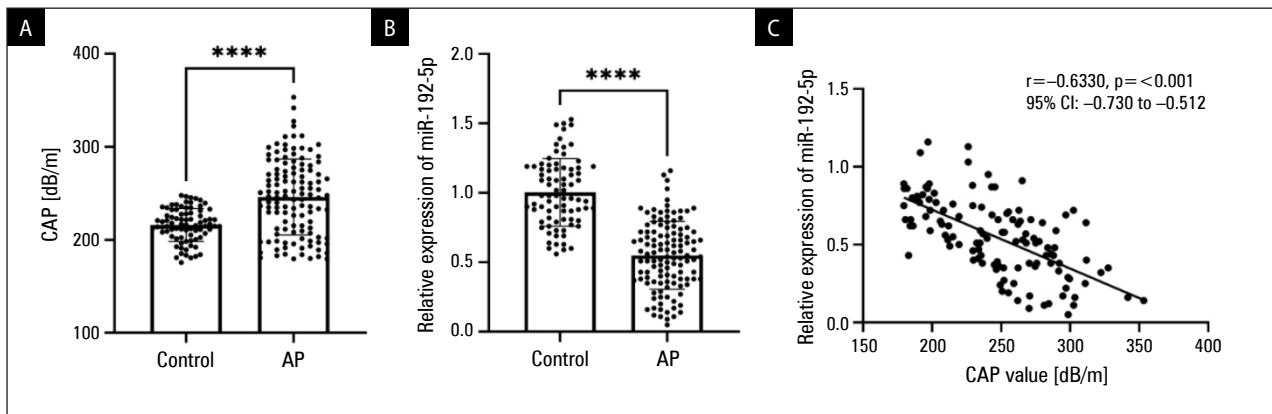 A
CAP [dB/m]
400
300
200
100
****
Control
AP
B
Relative expression of miR-192-5p
2.0
1.5
1.0
0.5
0.0
****
Control
AP
C
Relative expression of miR-192-5p
1.5
1.0
0.5
0.0
r=–0.6330, p=<0.001
95% CI: –0.730 to –0.512
150
200
250
300
350
400
CAP value [dB/m]